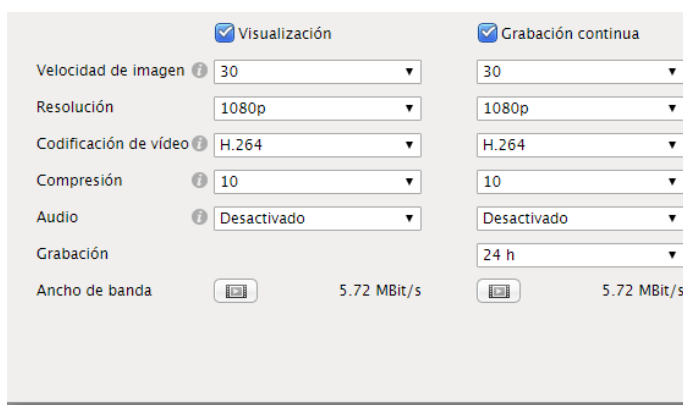 Visualización Grabación continua
Velocidad de imagen i 30 30
Resolución 1080p 1080p
Codificación de vídeo i H.264 H.264
Compresión i 10 10
Audio i Desactivado Desactivado
Grabación 24 h
Ancho de banda 5.72 MBit/s 5.72 MBit/s